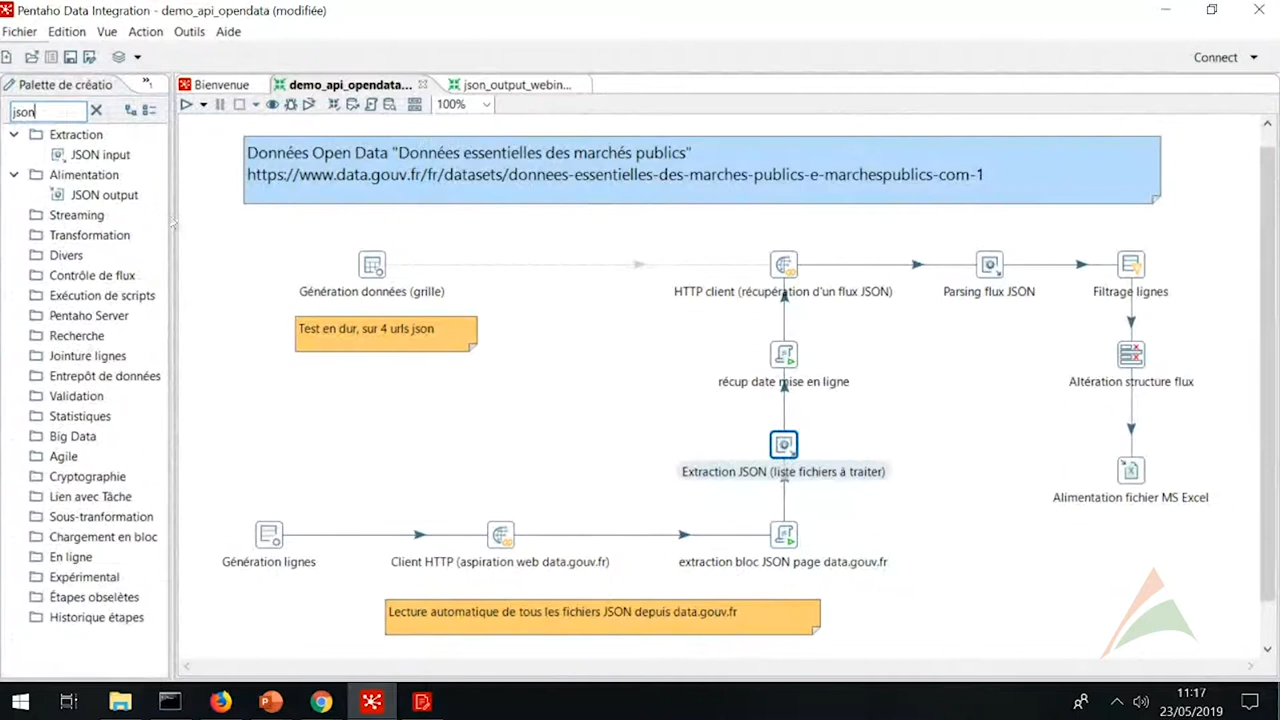 Pentaho Data Integration - demo_api_opendata (modifiée)
Fichier Edition Vue Action Outils Aide
Connect
Palette de créatio
Bienvenue
demo_api_opendata...
json_output_webin...
json
100%
Extraction
JSON input
Alimentation
JSON output
Streaming
Transformation
Divers
Contrôle de flux
Exécution de scripts
Pentaho Server
Recherche
Jointure lignes
Entrepôt de données
Validation
Statistiques
Big Data
Agile
Cryptographie
Lien avec Tâche
Sous-tranformation
Chargement en bloc
En ligne
Expérimental
Étapes obselètes
Historique étapes
Données Open Data "Données essentielles des marchés publics"
https://www.data.gouv.fr/fr/datasets/donnees-essentielles-des-marches-publics-e-marchespublics-com-1
Génération données (grille)
HTTP client (récupération d'un flux JSON)
Parsing flux JSON
Filtrage lignes
Test en dur, sur 4 urls json
récup date mise en ligne
Altération structure flux
Extraction JSON (liste fichiers à traiter)
Alimentation fichier MS Excel
Génération lignes
Client HTTP (aspiration web data.gouv.fr)
extraction bloc JSON page data.gouv.fr
Lecture automatique de tous les fichiers JSON depuis data.gouv.fr
11:17
23/05/2019